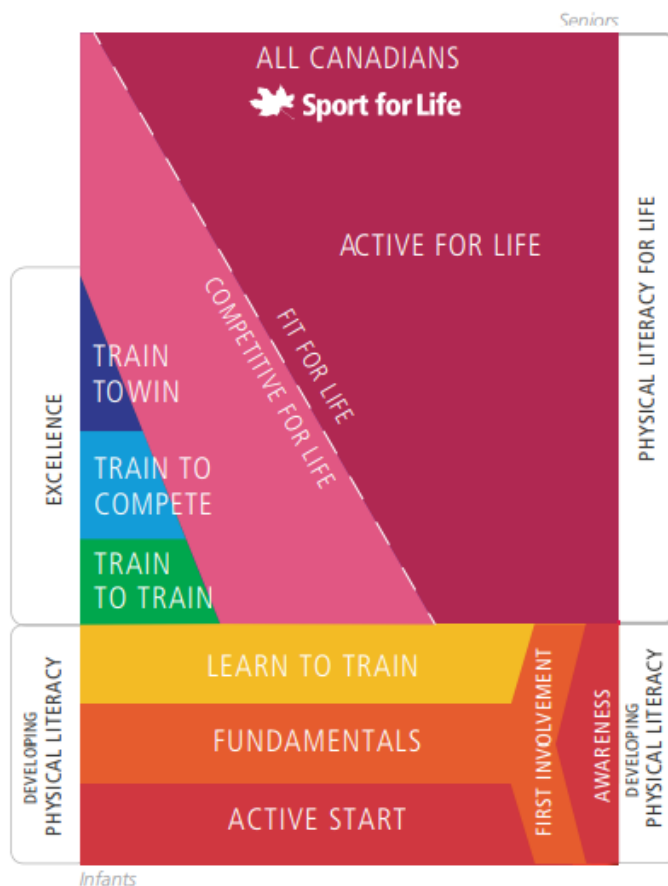 Seniors
ALL CANADIANS
Sport for Life
ACTIVE FOR LIFE
FIT FOR LIFE
COMPETITIVE FOR LIFE
PHYSICAL LITERACY FOR LIFE
EXCELLENCE
TRAIN
TO WIN
TRAIN TO
COMPETE
TRAIN
TO TRAIN
DEVELOPING
PHYSICAL LITERACY
LEARN TO TRAIN
FUNDAMENTALS
ACTIVE START
FIRST INVOLVEMENT
AWARENESS
DEVELOPING
PHYSICAL LITERACY
Infants